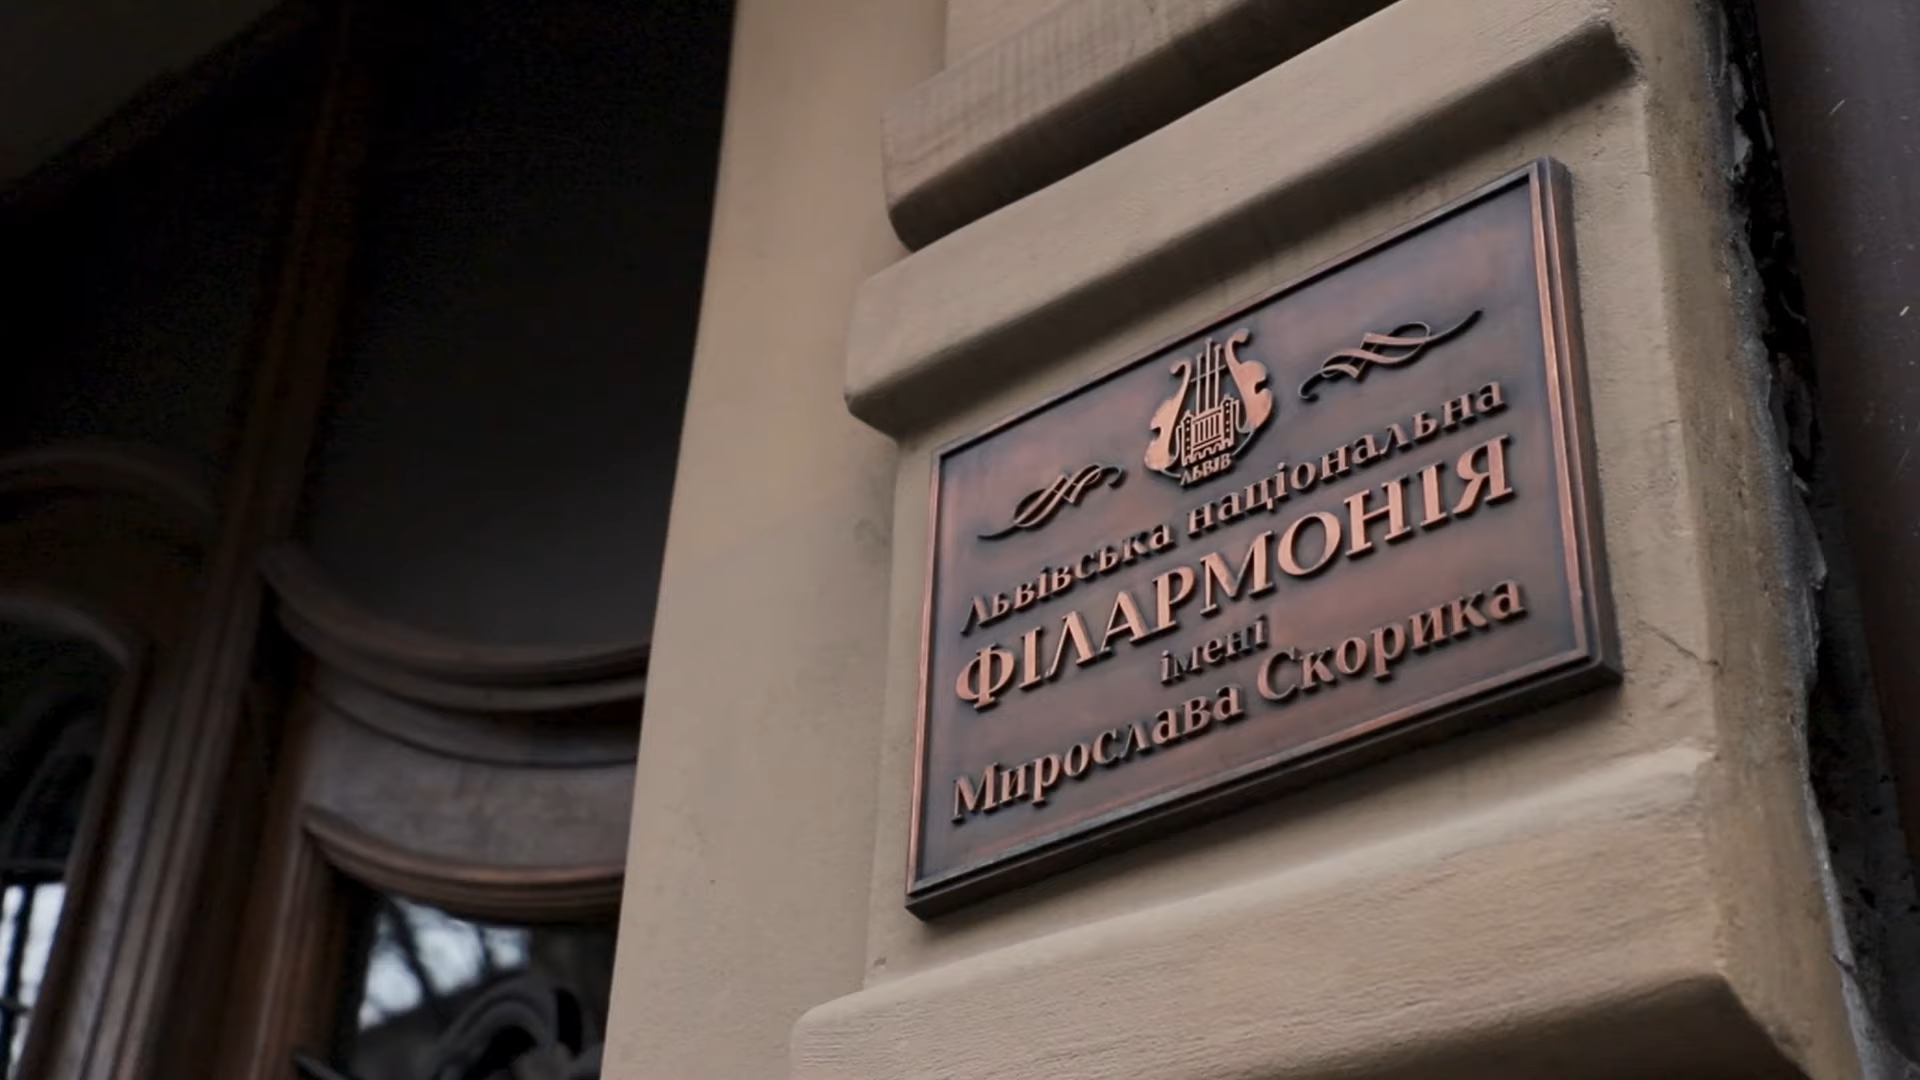 ЛЬВІВ
Львівська національна
ФІЛАРМОНІЯ
імені
Мирослава Скорика